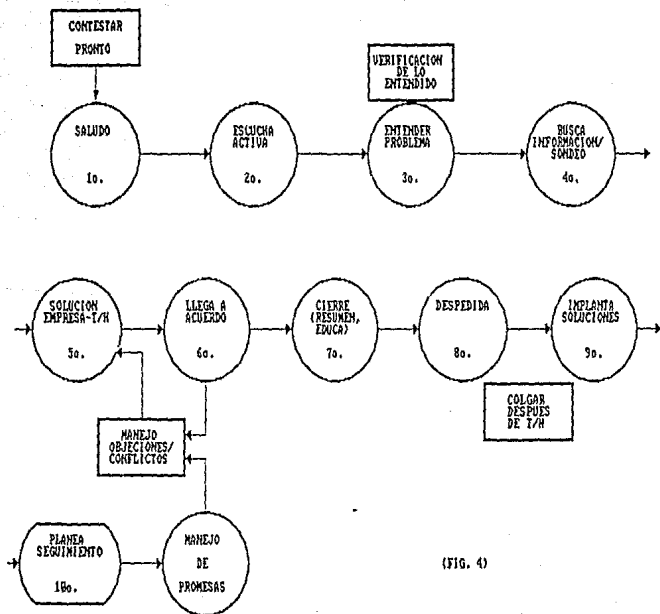 CONTESTAR
PRONTO
VERIFICACION
DE LO
ENTENDIDO
SALUDO
1o.
ESCUCHA
ACTIVA
2o.
ENTENDER
PROBLEMA
3o.
BUSCA
INFORMACION/
SONDEO
4o.
SOLUCION
EMPRESA-T/H
5o.
LLEGA A
ACUERDO
6o.
CIERRE
(RESUMEN,
EDUCA)
7o.
DESPEDIDA
8o.
IMPLANTA
SOLUCIONES
9o.
MANEJO
OBJECIONES/
CONFLICTOS
COLGAR
DESPUES
DE T/H
PLANEA
SEGUIMIENTO
10o.
MANEJO
DE
PROMESAS
(FIG. 4)